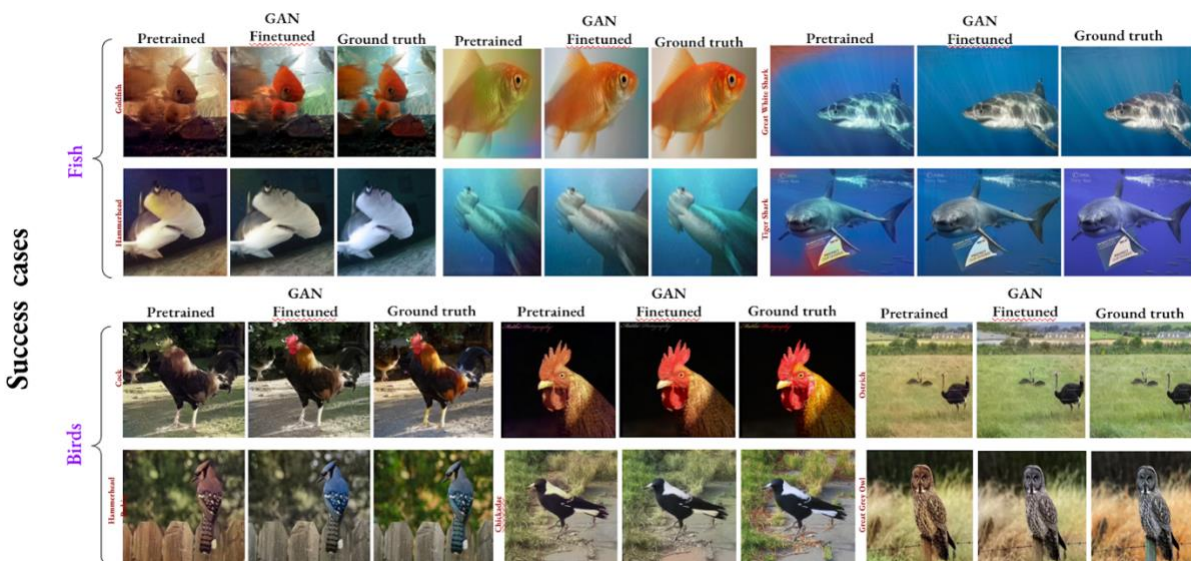 Success cases
Fish
GAN
Pretrained Finetuned Ground truth
GAN
Pretrained Finetuned Ground truth
GAN
Pretrained Finetuned Ground truth
Goldfish
Great White Shark
Hammerhead
Tiger Shark
Birds
GAN
Pretrained Finetuned Ground truth
GAN
Pretrained Finetuned Ground truth
GAN
Pretrained Finetuned Ground truth
Cock
Ostrich
Hammerhead
Chickadae
Great Grey Owl